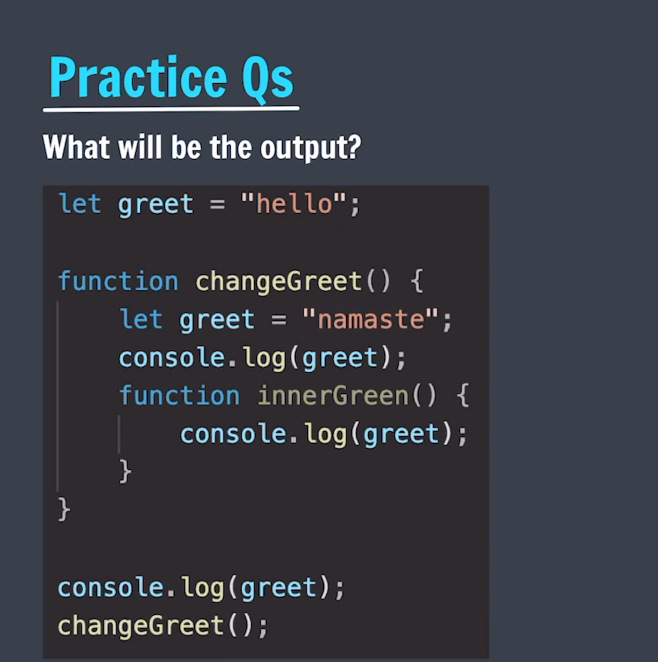 Practice Qs
What will be the output?
let greet = "hello";
function changeGreet() {
let greet = "namaste";
console.log(greet);
function innerGreen() {
console.log(greet);
}
}
console.log(greet);
changeGreet();